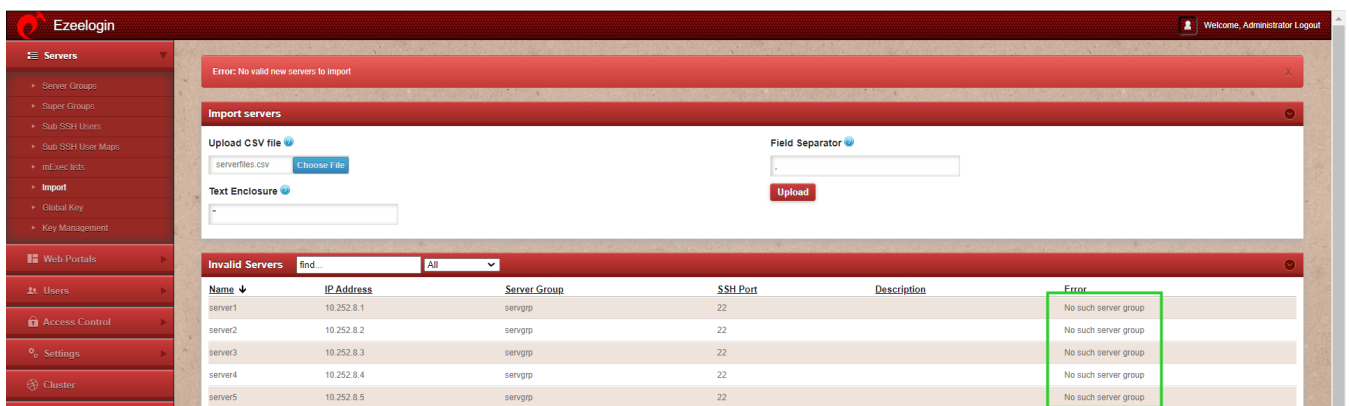 Ezeelogin
Welcome, Administrator Logout
Servers
Server Groups
Super Groups
Sub SSH Users
Sub SSH User Maps
mExec lists
Import
Global Key
Key Management
Web Portals
Users
Access Control
Settings
Cluster
Error: No valid new servers to import X
Import servers
Upload CSV file
serverfiles.csv Choose File
Field Separator
,
Text Enclosure
"
Upload
Invalid Servers find... All
Name IP Address Server Group SSH Port Description Error
server1 10.252.8.1 servgrp 22 No such server group
server2 10.252.8.2 servgrp 22 No such server group
server3 10.252.8.3 servgrp 22 No such server group
server4 10.252.8.4 servgrp 22 No such server group
server5 10.252.8.5 servgrp 22 No such server group